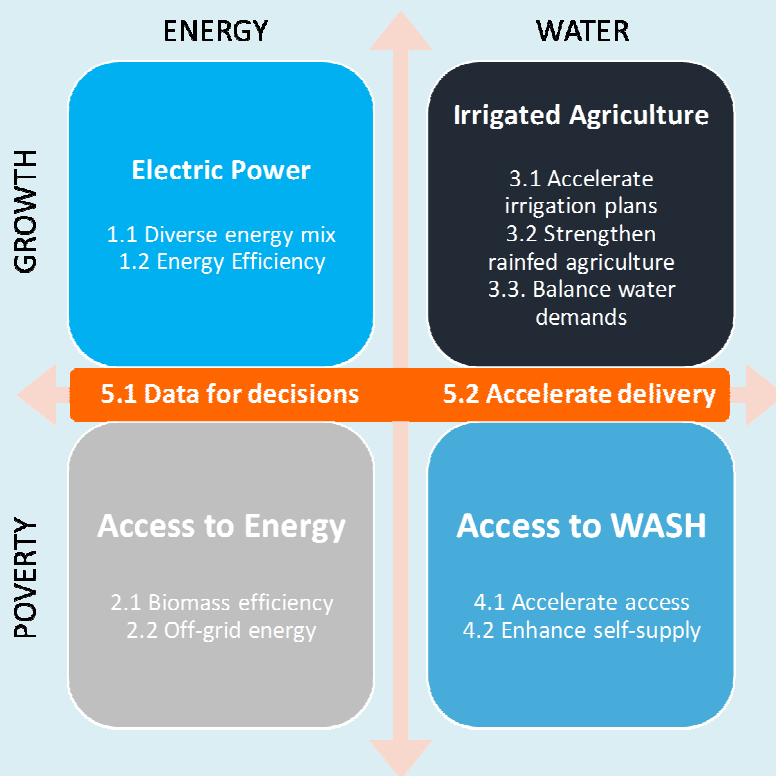 ENERGY
WATER
GROWTH
Electric Power
1.1 Diverse energy mix
1.2 Energy Efficiency
Irrigated Agriculture
3.1 Accelerate
irrigation plans
3.2 Strengthen
rainfed agriculture
3.3. Balance water
demands
5.1 Data for decisions
5.2 Accelerate delivery
POVERTY
Access to Energy
2.1 Biomass efficiency
2.2 Off-grid energy
Access to WASH
4.1 Accelerate access
4.2 Enhance self-supply